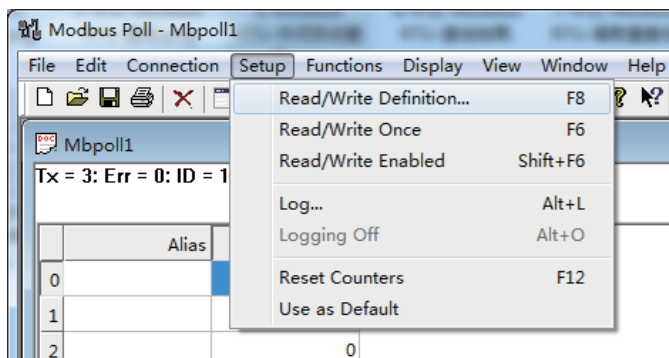 Modbus Poll - Mbpoll1
File Edit Connection Setup Functions Display View Window Help
Read/Write Definition... F8
Read/Write Once F6
Read/Write Enabled Shift+F6
Log... Alt+L
Logging Off Alt+O
Reset Counters F12
Use as Default
Mbpoll1
Tx = 3: Err = 0: ID = 1
Alias
0
1
2 0